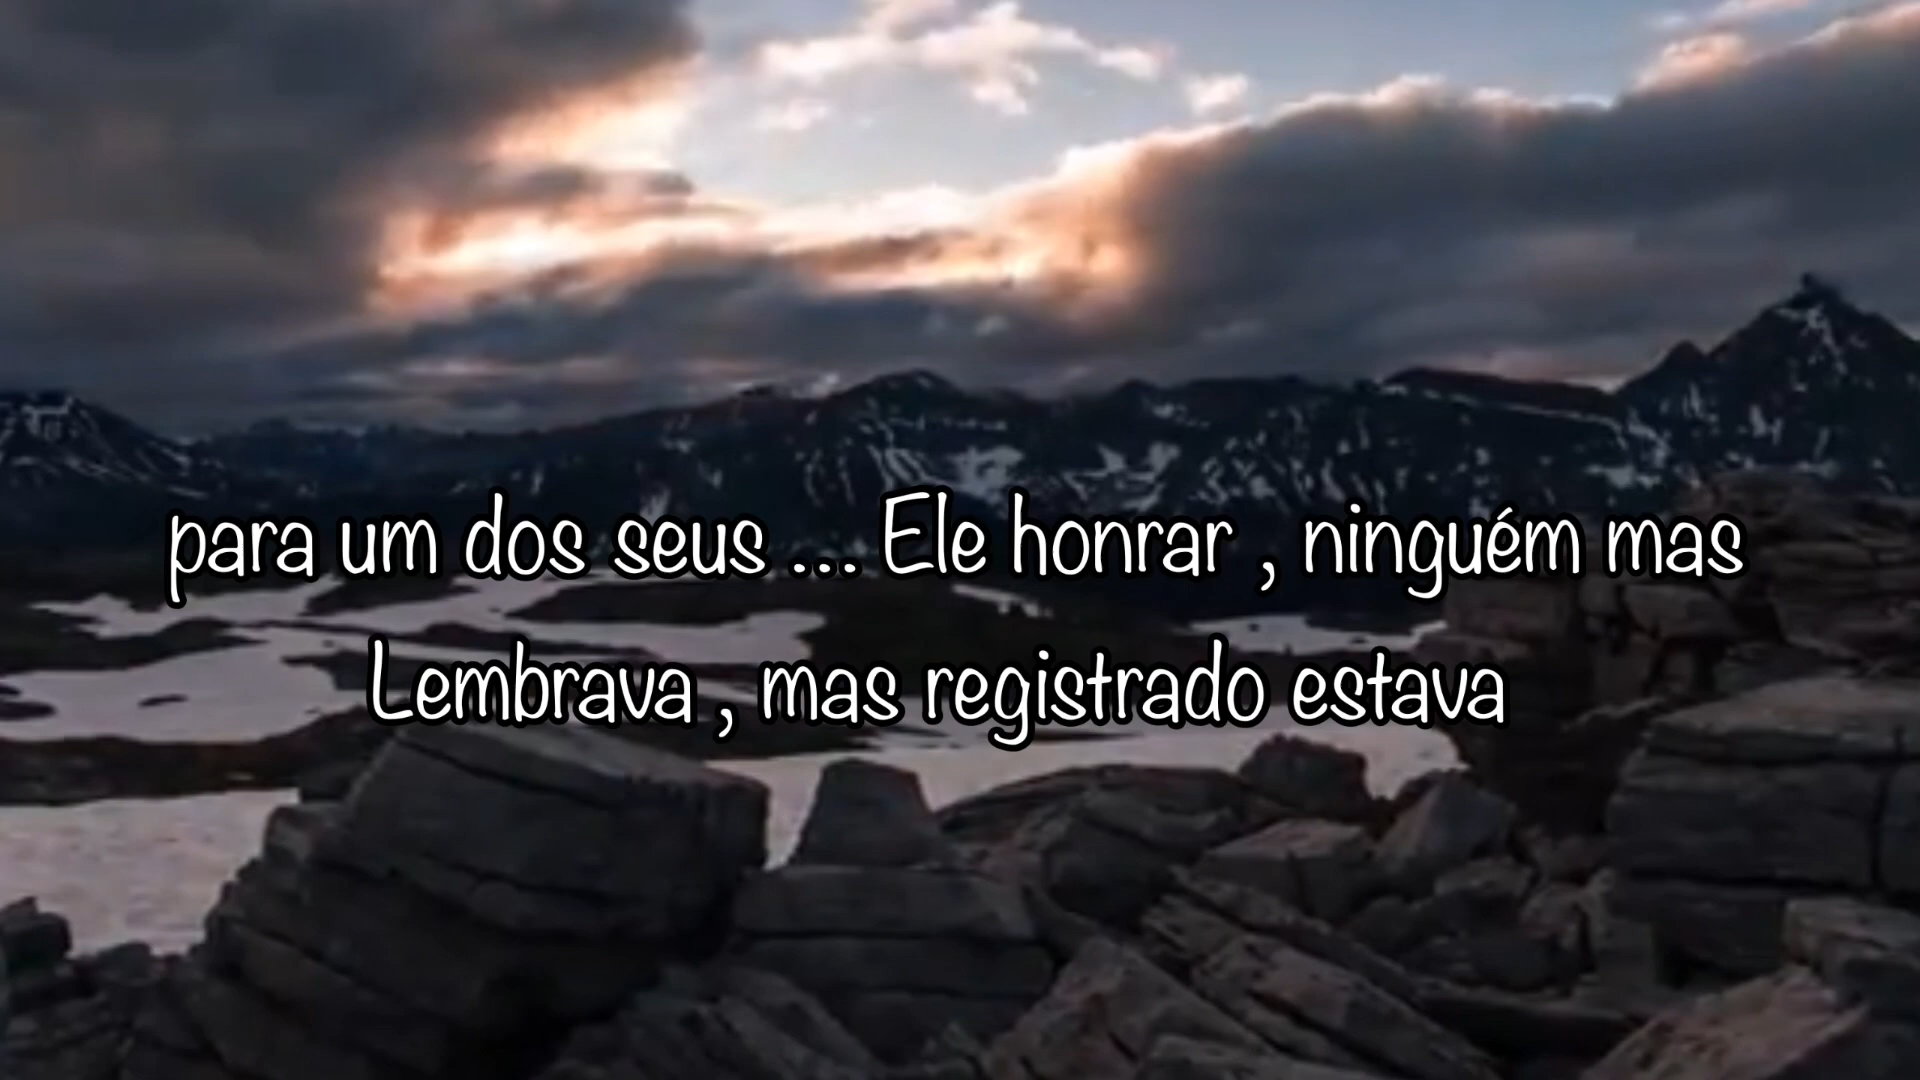 para um dos seus ... Ele honrar , ninguém mas
Lembrava , mas registrado estava